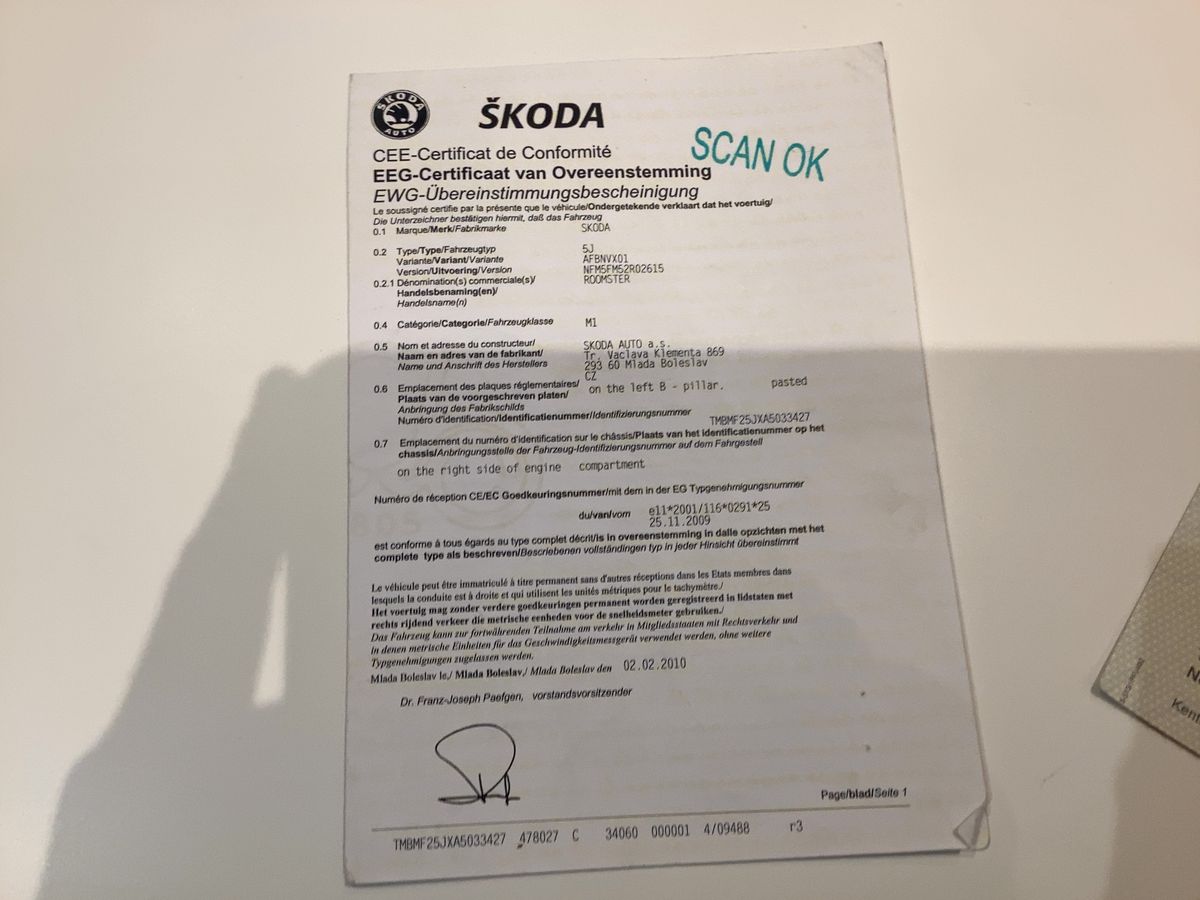 ŠKODA
AUTO
ŠKODA
SCAN OK
CEE-Certificat de Conformité
EEG-Certificaat van Overeenstemming
EWG-Übereinstimmungsbescheinigung
Le soussigné certifie par la présente que le véhicule/Ondergetekende verklaart dat het voertuig/
Die Unterzeichner bestätigen hiermit, daß das Fahrzeug
0.1 Marque/Merk/Fabrikmarke SKODA
0.2 Type/Type/Fahrzeugtyp 5J
Variante/Variant/Variante AFBNVX01
Version/Uitvoering/Version NFM5FM52R02615
0.2.1 Dénomination(s) commerciale(s)/ ROOMSTER
Handelsbenaming(en)/
Handelsname(n)
0.4 Catégorie/Categorie/Fahrzeugklasse M1
0.5 Nom et adresse du constructeur/ SKODA AUTO a.s.
Naam en adres van de fabrikant/ Tr. Vaclava Klementa 869
Name und Anschrift des Herstellers 293 60 Mlada Boleslav
CZ
0.6 Emplacement des plaques réglementaires/ on the left B - pillar. pasted
Plaats van de voorgeschreven platen/
Anbringung des Fabrikschilds
Numéro d'identification/Identificatienummer/Identifizierungsnummer TMBMF25JXA5033427
0.7 Emplacement du numéro d'identification sur le châssis/Plaats van het identificatienummer op het
chassis/Anbringungsstelle der Fahrzeug-Identifizierungsnummer auf dem Fahrgestell
on the right side of engine compartment
Numéro de réception CE/EC Goedkeuringsnummer/mit dem in der EG Typgenehmigungsnummer
e11*2001/116*0291*25
du/van/vom 25.11.2009
est conforme à tous égards au type complet décrit/is in overeenstemming in dalle opzichten met het
complete type als beschreven/Beschriebenen vollständingen typ in jeder Hinsicht übereinstimmt
Le véhicule peut être immatriculé à titre permanent sans d'autres réceptions dans les Etats membres dans
lesquels la conduite est à droite et qui utilisent les unités métriques pour le tachymètre./
Het voertuig mag zonder verdere goedkeuringen permanent worden geregistreerd in lidstaten met
rechts rijdend verkeer die metrische eenheden voor de snelheidsmeter gebruiken./
Das Fahrzeug kann zur fortwährenden Teilnahme am verkehr in Mitgliedsstaaten mit Rechtsverkehr und
in denen metrische Einheiten für das Geschwindigkeitsmessgerät verwendet werden, ohne weitere
Typgenehmigungen zugelassen werden.
Mlada Boleslav le,/ Mlada Boleslav,/ Mlada Boleslav den 02.02.2010
Dr. Franz-Joseph Paefgen, vorstandsvorsitzender
Page/blad/Seite 1
TMBMF25JXA5033427 478027 C 34060 000001 4/09488 r3